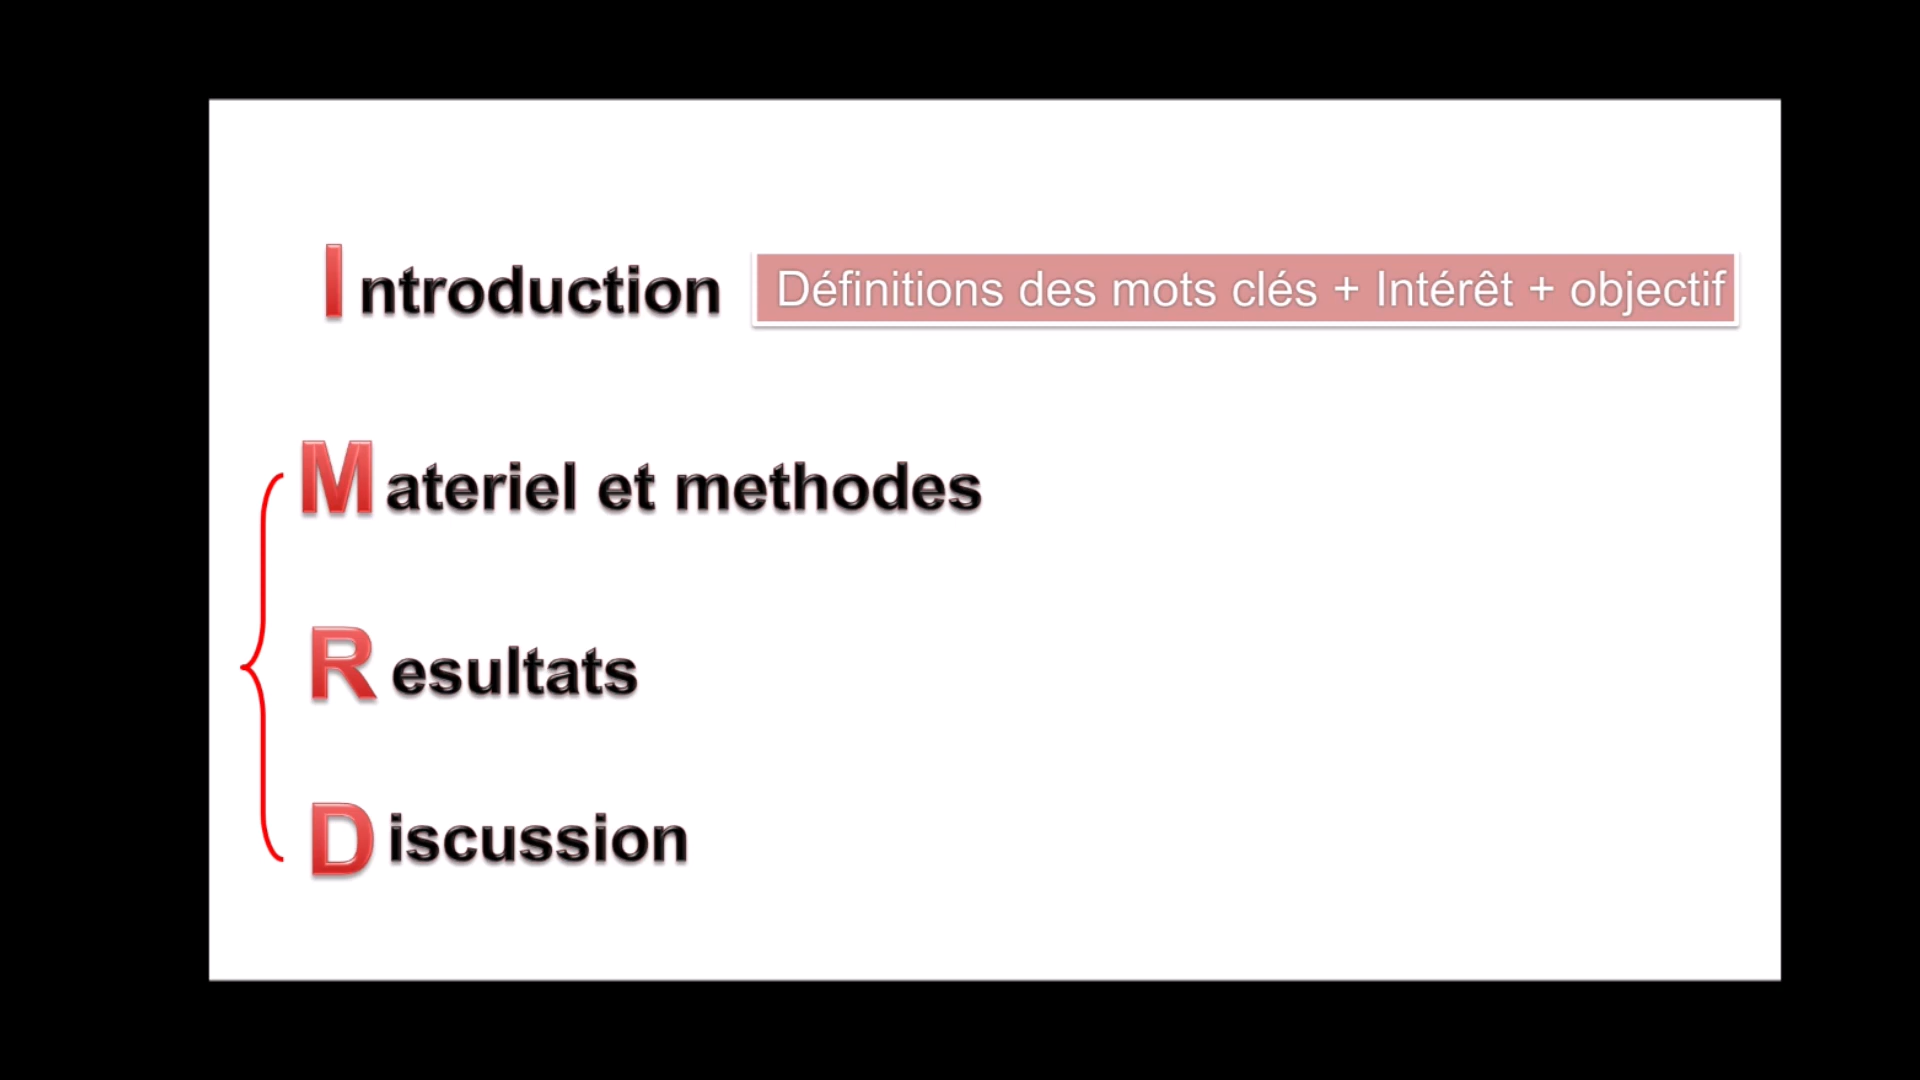 Introduction Définitions des mots clés + Intérêt + objectif
Materiel et methodes
Resultats
Discussion